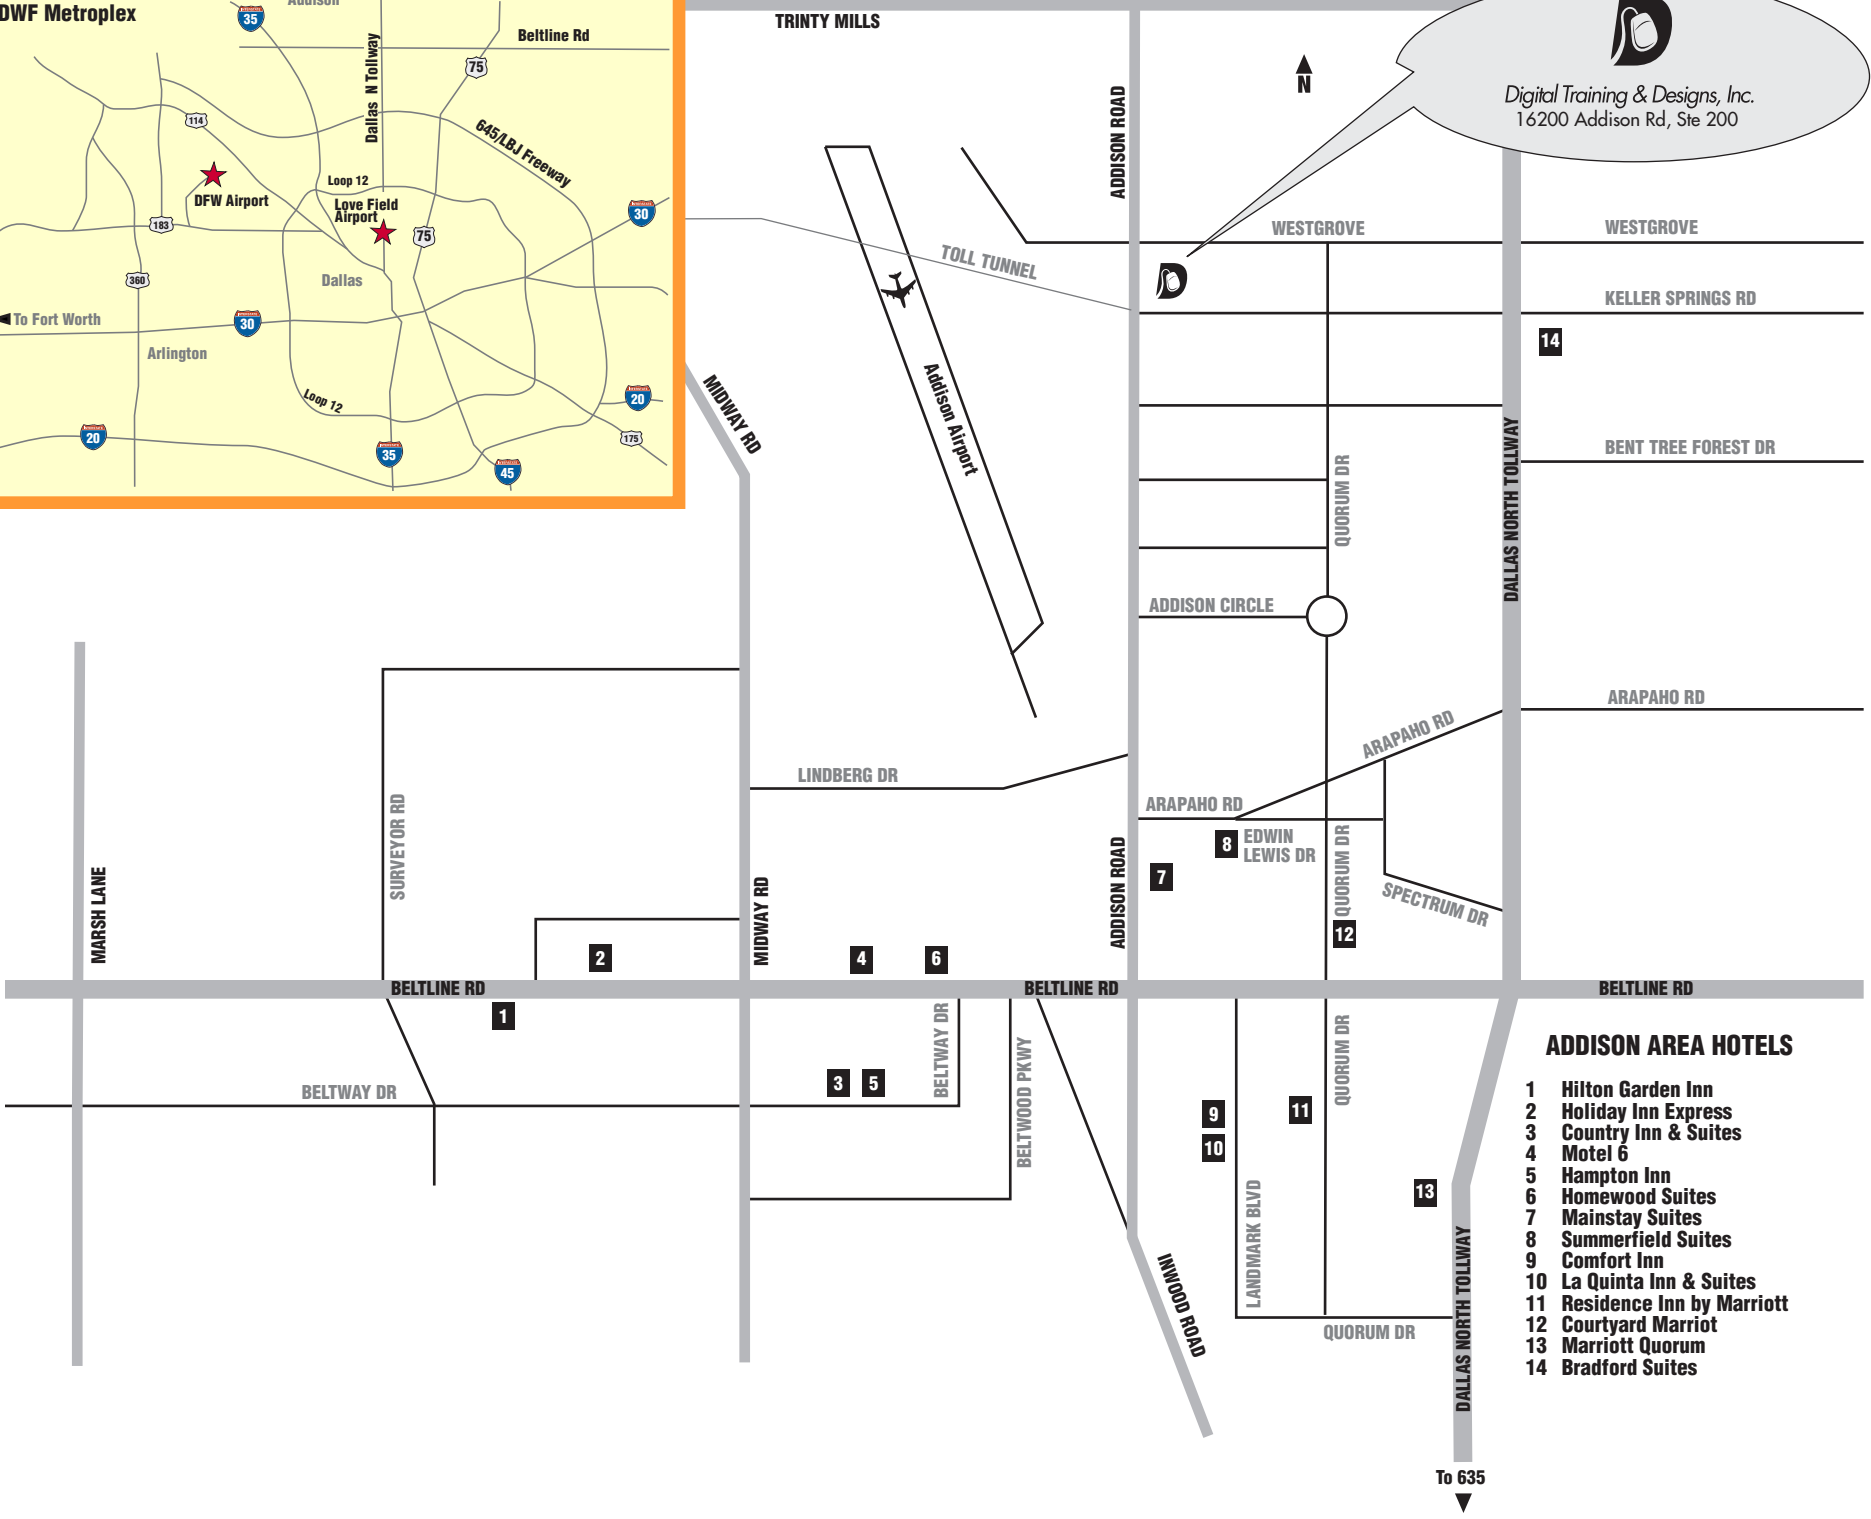 DWF Metroplex
Addison
35
Beltline Rd
Dallas N Tollway
75
114
645/LBJ Freeway
Loop 12
DFW Airport
Love Field
Airport
30
183
75
360
Dallas
To Fort Worth
30
Arlington
Loop 12
20
20
35
175
45
TRINTY MILLS
N
Digital Training & Designs, Inc.
16200 Addison Rd, Ste 200
ADDISON ROAD
WESTGROVE
WESTGROVE
TOLL TUNNEL
KELLER SPRINGS RD
14
MIDWAY RD
Addison Airport
QUORUM DR
DALLAS NORTH TOLLWAY
BENT TREE FOREST DR
ADDISON CIRCLE
ARAPAHO RD
ARAPAHO RD
LINDBERG DR
ARAPAHO RD
SURVEYOR RD
8
EDWIN
LEWIS DR
QUORUM DR
7
SPECTRUM DR
MARSH LANE
MIDWAY RD
ADDISON ROAD
12
2
4
6
BELTLINE RD
BELTLINE RD
BELTLINE RD
1
BELTWAY DR
BELTWAY DR
BELTWOOD PKWY
QUORUM DR
3
5
9
10
11
13
LANDMARK BLVD
INWOOD ROAD
QUORUM DR
DALLAS NORTH TOLLWAY
To 635
ADDISON AREA HOTELS
1 Hilton Garden Inn
2 Holiday Inn Express
3 Country Inn & Suites
4 Motel 6
5 Hampton Inn
6 Homewood Suites
7 Mainstay Suites
8 Summerfield Suites
9 Comfort Inn
10 La Quinta Inn & Suites
11 Residence Inn by Marriott
12 Courtyard Marriot
13 Marriott Quorum
14 Bradford Suites